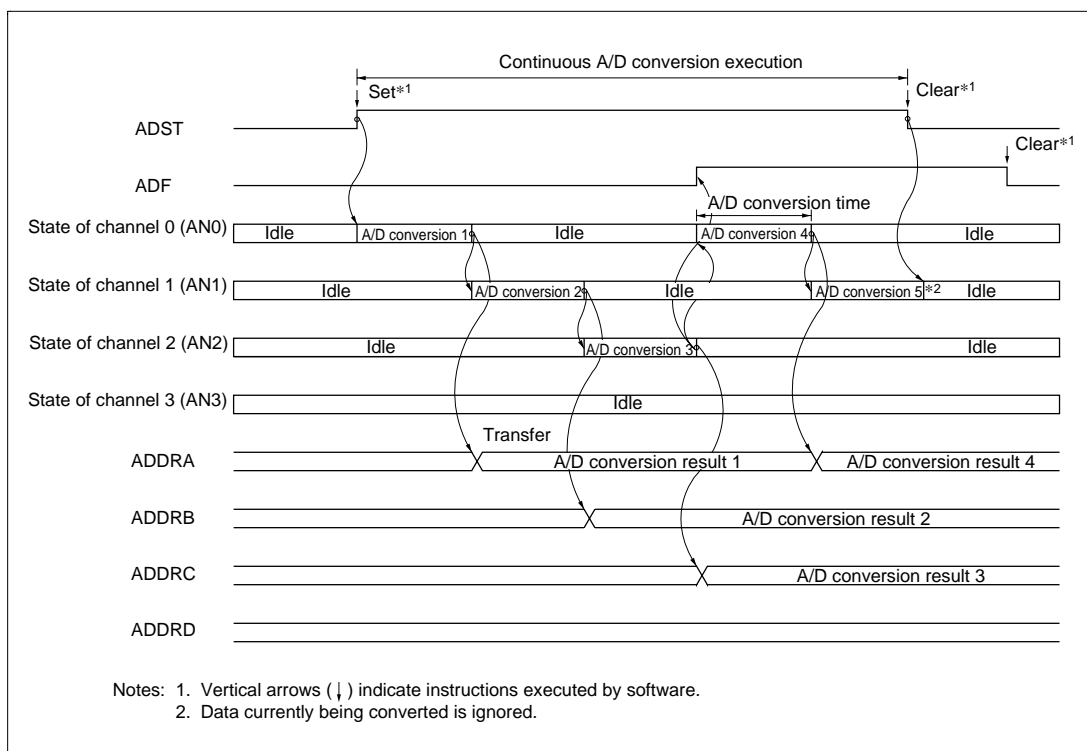 Continuous A/D conversion execution
Set*1
Clear*1
ADST
Clear*1
ADF
A/D conversion time
State of channel 0 (AN0)
Idle
A/D conversion 1
Idle
A/D conversion 4
Idle
State of channel 1 (AN1)
Idle
A/D conversion 2
Idle
A/D conversion 5
*2
Idle
State of channel 2 (AN2)
Idle
A/D conversion 3
Idle
State of channel 3 (AN3)
Idle
Transfer
ADDRA
A/D conversion result 1
A/D conversion result 4
ADDRB
A/D conversion result 2
ADDRC
A/D conversion result 3
ADDRD
Notes: 1. Vertical arrows (↓) indicate instructions executed by software.
2. Data currently being converted is ignored.